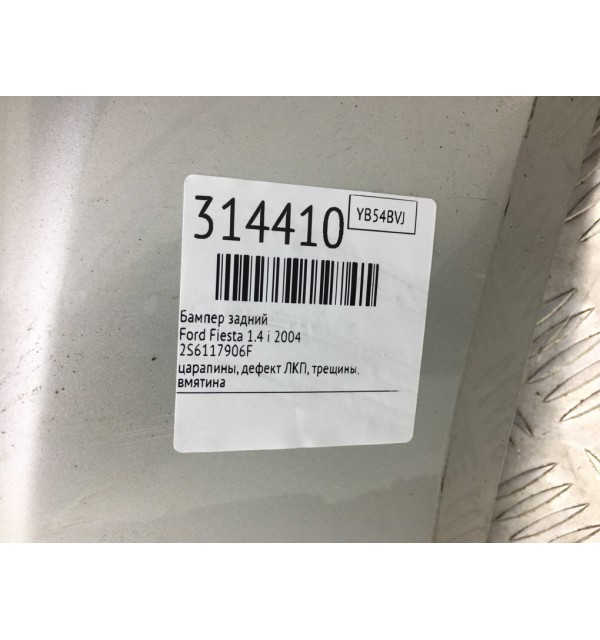 314410
YB54BVJ
Бампер задний
Ford Fiesta 1.4 i 2004
2S6117906F
царапины, дефект ЛКП, трещины,
вмятина